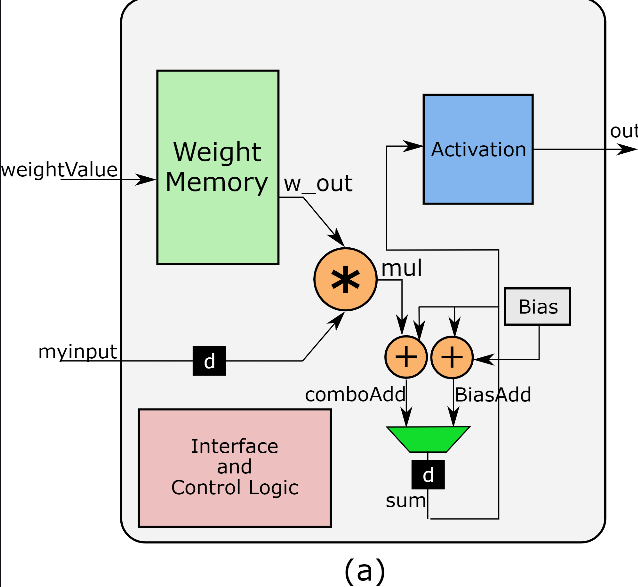 out
Weight
Memory
Activation
weightValue
w_out
*
mul
Bias
myinput
d
+
+
comboAdd
BiasAdd
Interface
and
Control Logic
d
sum
(a)